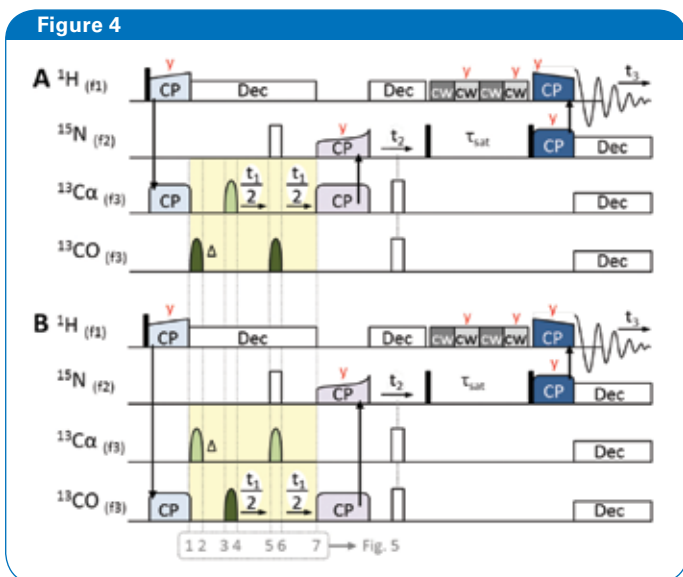 Figure 4
A
y
¹H (f1)
CP
Dec
Dec
y
y
cw cw cw cw
y
CP
t₃
¹⁵N (f2)
y
CP
t₂
τsat
y
CP
Dec
¹³Cα (f3)
CP
t₁/2
t₁/2
CP
Dec
¹³CO (f3)
Δ
Dec
B
y
¹H (f1)
CP
Dec
Dec
y
y
cw cw cw cw
y
CP
t₃
¹⁵N (f2)
y
CP
t₂
τsat
y
CP
Dec
¹³Cα (f3)
Δ
Dec
¹³CO (f3)
CP
t₁/2
t₁/2
CP
Dec
1 2 3 4 5 6 7 Fig. 5